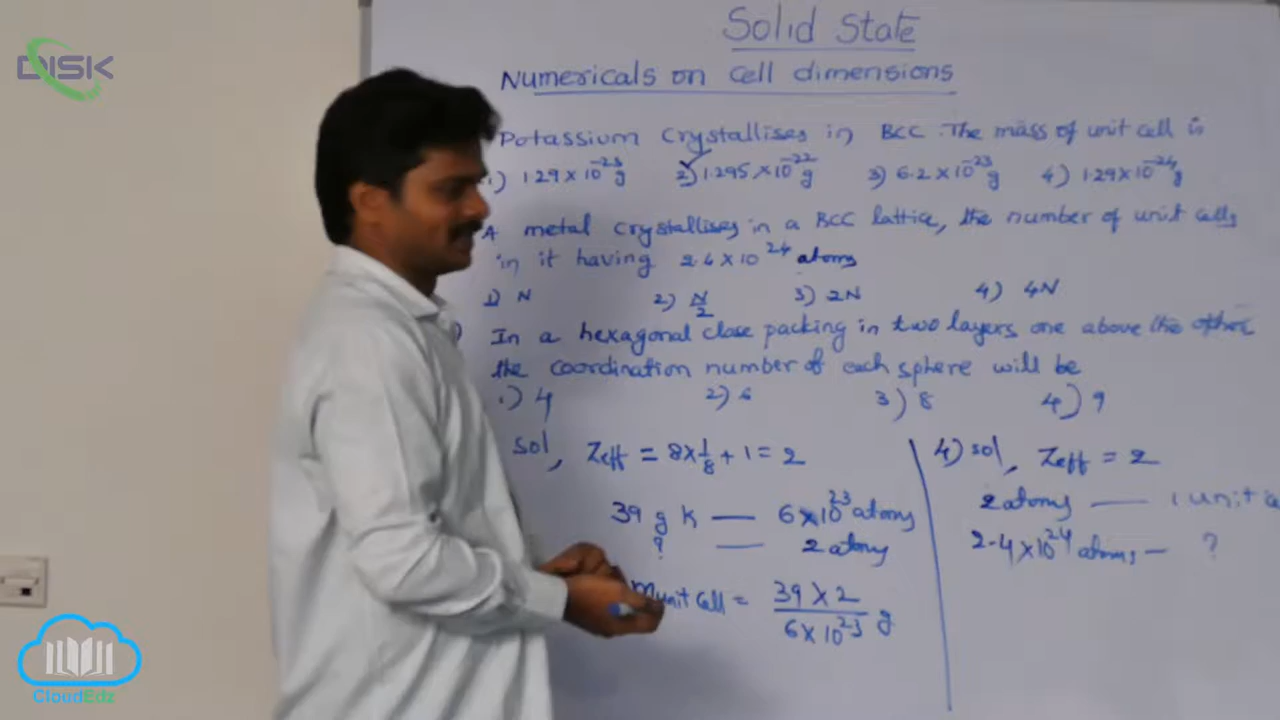 DISK
Solid State
Numericals on cell dimensions
Potassium Crystallises in BCC. The mass of unit cell is
1) 1.29 × 10⁻²³ g 2) 1.295 × 10⁻²² g 3) 6.2 × 10⁻²³ g 4) 1.29 × 10⁻²⁴ g
A metal crystallises in a BCC lattice, the number of unit cells
in it having 2.4 × 10²⁴ atoms
1) N 2) N/2 3) 2N 4) 4N
In a hexagonal close packing in two layers one above the other
the coordination number of each sphere will be
1) 4 2) 6 3) 8 4) 9
Sol, Zeff = 8 × 1/8 + 1 = 2
39 g K — 6 × 10²³ atoms
? — 2 atoms
m unit cell = 39 × 2 / 6 × 10²³ g
4) Sol, Zeff = 2
2 atoms — 1 unit
2.4 × 10²⁴ atoms — ?
CloudEdz